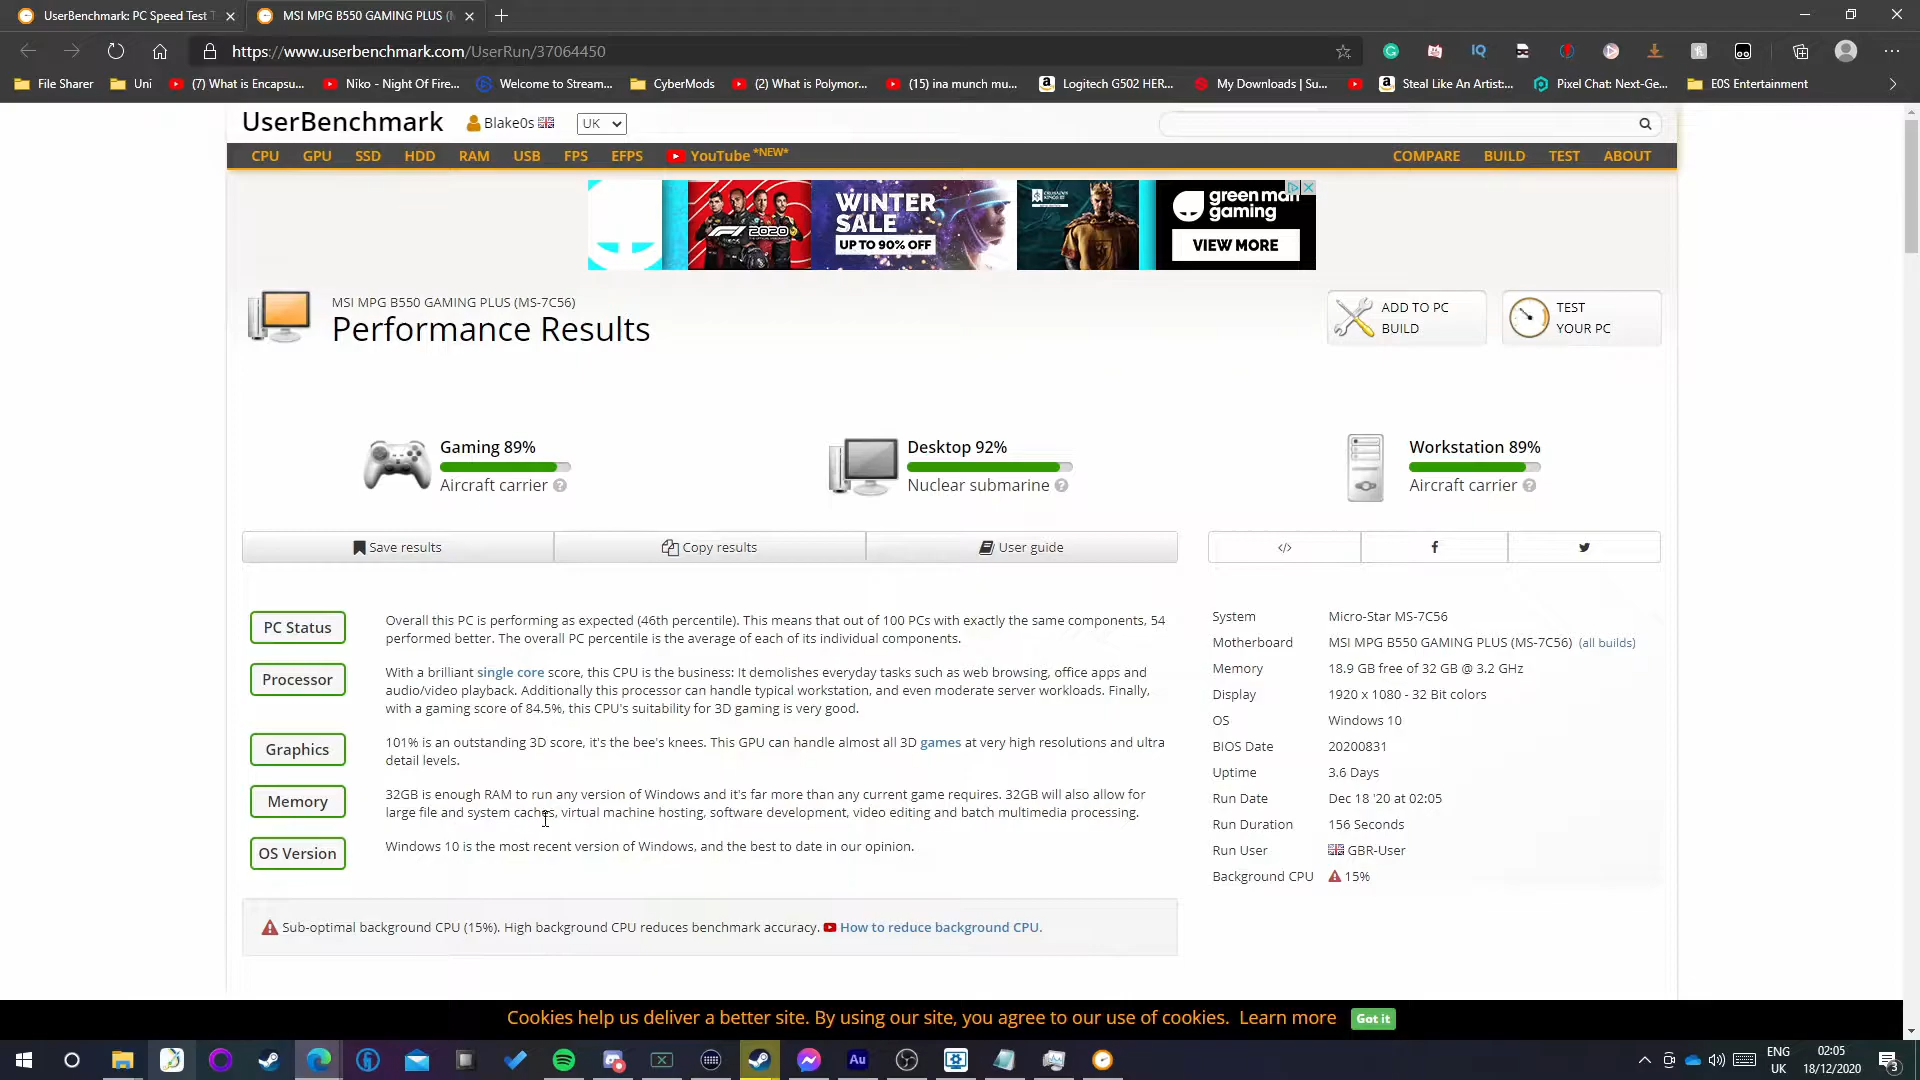 UserBenchmark: PC Speed Test T
MSI MPG B550 GAMING PLUS (M
https://www.userbenchmark.com/UserRun/37064450
File Sharer
Uni
(7) What is Encapsu...
Niko - Night Of Fire...
Welcome to Stream...
CyberMods
(2) What is Polymor...
(15) ina munch mu...
Logitech G502 HER...
My Downloads | Su...
Steal Like An Artist:...
Pixel Chat: Next-Ge...
E0S Entertainment
UserBenchmark
Blake0s
UK
CPU GPU SSD HDD RAM USB FPS EFPS YouTube *NEW*
COMPARE BUILD TEST ABOUT
F1 2020
WINTER
SALE
UP TO 90% OFF
green man
gaming
VIEW MORE
MSI MPG B550 GAMING PLUS (MS-7C56)
Performance Results
ADD TO PC
BUILD
TEST
YOUR PC
Gaming 89%
Aircraft carrier
Desktop 92%
Nuclear submarine
Workstation 89%
Aircraft carrier
Save results
Copy results
User guide
PC Status
Overall this PC is performing as expected (46th percentile). This means that out of 100 PCs with exactly the same components, 54
performed better. The overall PC percentile is the average of each of its individual components.
Processor
With a brilliant single core score, this CPU is the business: It demolishes everyday tasks such as web browsing, office apps and
audio/video playback. Additionally this processor can handle typical workstation, and even moderate server workloads. Finally,
with a gaming score of 84.5%, this CPU's suitability for 3D gaming is very good.
Graphics
101% is an outstanding 3D score, it's the bee's knees. This GPU can handle almost all 3D games at very high resolutions and ultra
detail levels.
Memory
32GB is enough RAM to run any version of Windows and it's far more than any current game requires. 32GB will also allow for
large file and system caches, virtual machine hosting, software development, video editing and batch multimedia processing.
OS Version
Windows 10 is the most recent version of Windows, and the best to date in our opinion.
System Micro-Star MS-7C56
Motherboard MSI MPG B550 GAMING PLUS (MS-7C56) (all builds)
Memory 18.9 GB free of 32 GB @ 3.2 GHz
Display 1920 x 1080 - 32 Bit colors
OS Windows 10
BIOS Date 20200831
Uptime 3.6 Days
Run Date Dec 18 '20 at 02:05
Run Duration 156 Seconds
Run User GBR-User
Background CPU 15%
Sub-optimal background CPU (15%). High background CPU reduces benchmark accuracy. How to reduce background CPU.
Cookies help us deliver a better site. By using our site, you agree to our use of cookies. Learn more Got it
Au
ENG
UK
02:05
18/12/2020
3